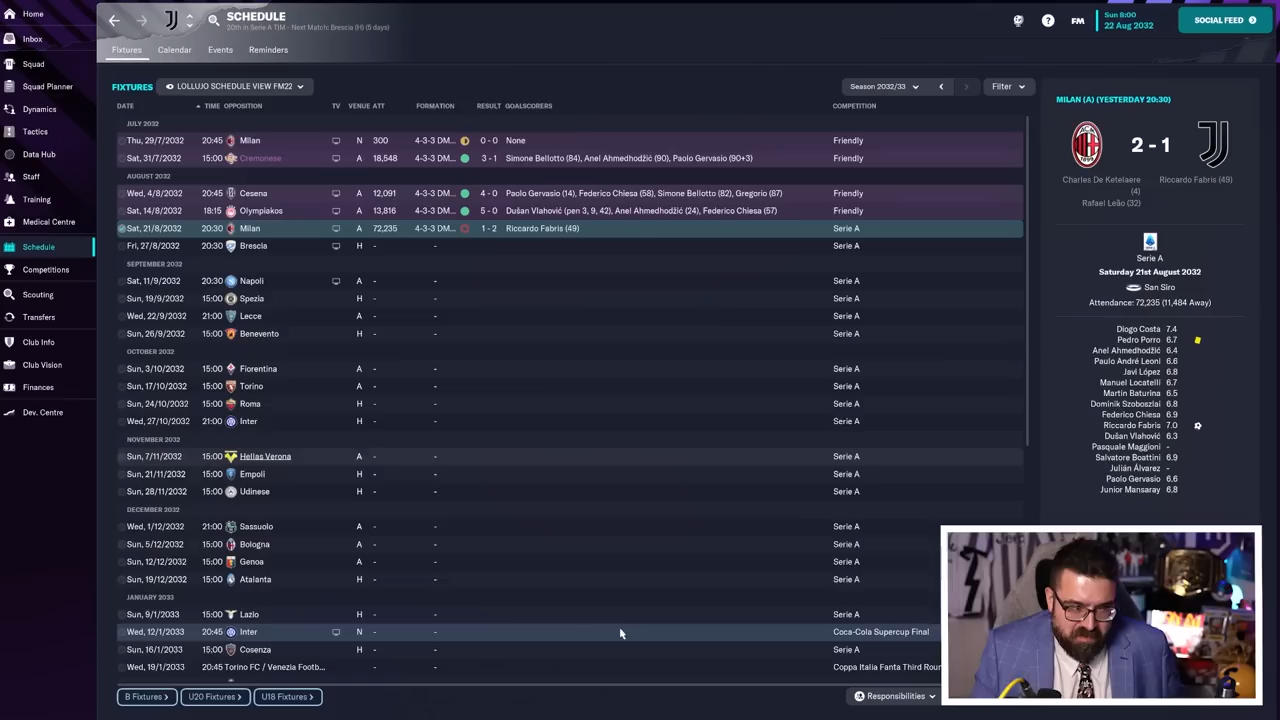 Home
Inbox
Squad
Squad Planner
Dynamics
Tactics
Data Hub
Staff
Training
Medical Centre
Schedule
Competitions
Scouting
Transfers
Club Info
Club Vision
Finances
Dev. Centre
SCHEDULE
20th in Serie A TIM - Next Match: Brescia (H) (5 days)
FM
Sun 8:00
22 Aug 2032
SOCIAL FEED
Fixtures Calendar Events Reminders
FIXTURES LOLLUJO SCHEDULE VIEW FM22 Season 2032/33 Filter
DATE TIME OPPOSITION TV VENUE ATT FORMATION RESULT GOALSCORERS COMPETITION
JULY 2032
Thu, 29/7/2032 20:45 Milan N 300 4-3-3 DM... 0 - 0 None Friendly
Sat, 31/7/2032 15:00 Cremonese A 18,548 4-3-3 DM... 3 - 1 Simone Bellotto (84), Anel Ahmedhodžić (90), Paolo Gervasio (90+3) Friendly
AUGUST 2032
Wed, 4/8/2032 20:45 Cesena A 12,091 4-3-3 DM... 4 - 0 Paolo Gervasio (14), Federico Chiesa (58), Simone Bellotto (82), Gregorio (87) Friendly
Sat, 14/8/2032 18:15 Olympiakos A 13,816 4-3-3 DM... 5 - 0 Dušan Vlahović (pen 3, 9, 42), Anel Ahmedhodžić (24), Federico Chiesa (57) Friendly
Sat, 21/8/2032 20:30 Milan A 72,235 4-3-3 DM... 1 - 2 Riccardo Fabris (49) Serie A
Fri, 27/8/2032 20:30 Brescia H - - Serie A
SEPTEMBER 2032
Sat, 11/9/2032 20:30 Napoli A - - Serie A
Sun, 19/9/2032 15:00 Spezia H - - Serie A
Wed, 22/9/2032 21:00 Lecce A - - Serie A
Sun, 26/9/2032 15:00 Benevento H - - Serie A
OCTOBER 2032
Sun, 3/10/2032 15:00 Fiorentina A - - Serie A
Sun, 17/10/2032 15:00 Torino A - - Serie A
Sun, 24/10/2032 15:00 Roma H - - Serie A
Wed, 27/10/2032 21:00 Inter H - - Serie A
NOVEMBER 2032
Sun, 7/11/2032 15:00 Hellas Verona A - - Serie A
Sun, 21/11/2032 15:00 Empoli H - - Serie A
Sun, 28/11/2032 15:00 Udinese H - - Serie A
DECEMBER 2032
Wed, 1/12/2032 21:00 Sassuolo A - - Serie A
Sun, 5/12/2032 15:00 Bologna H - - Serie A
Sun, 12/12/2032 15:00 Genoa A - - Serie A
Sun, 19/12/2032 15:00 Atalanta H - - Serie A
JANUARY 2033
Sun, 9/1/2033 15:00 Lazio H - - Serie A
Wed, 12/1/2033 20:45 Inter N - - Coca-Cola Supercup Final
Sun, 16/1/2033 15:00 Cosenza H - - Serie A
Wed, 19/1/2033 20:45 Torino FC / Venezia Footb... - - Coppa Italia Fanta Third Roun
B Fixtures U20 Fixtures U18 Fixtures Responsibilities
MILAN (A) (YESTERDAY 20:30)
2 - 1
Charles De Ketelaere (4)
Rafael Leão (32)
Riccardo Fabris (49)
Serie A
Saturday 21st August 2032
San Siro
Attendance: 72,235 (11,484 Away)
Diogo Costa 7.4
Pedro Porro 6.7
Anel Ahmedhodžić 6.4
Paulo André Leoni 6.6
Javi López 6.8
Manuel Locatelli 6.7
Martin Baturina 6.5
Dominik Szoboszlai 6.8
Federico Chiesa 6.9
Riccardo Fabris 7.0
Dušan Vlahović 6.3
Pasquale Maggioni -
Salvatore Boattini 6.9
Julián Álvarez -
Paolo Gervasio 6.6
Junior Mansaray 6.8